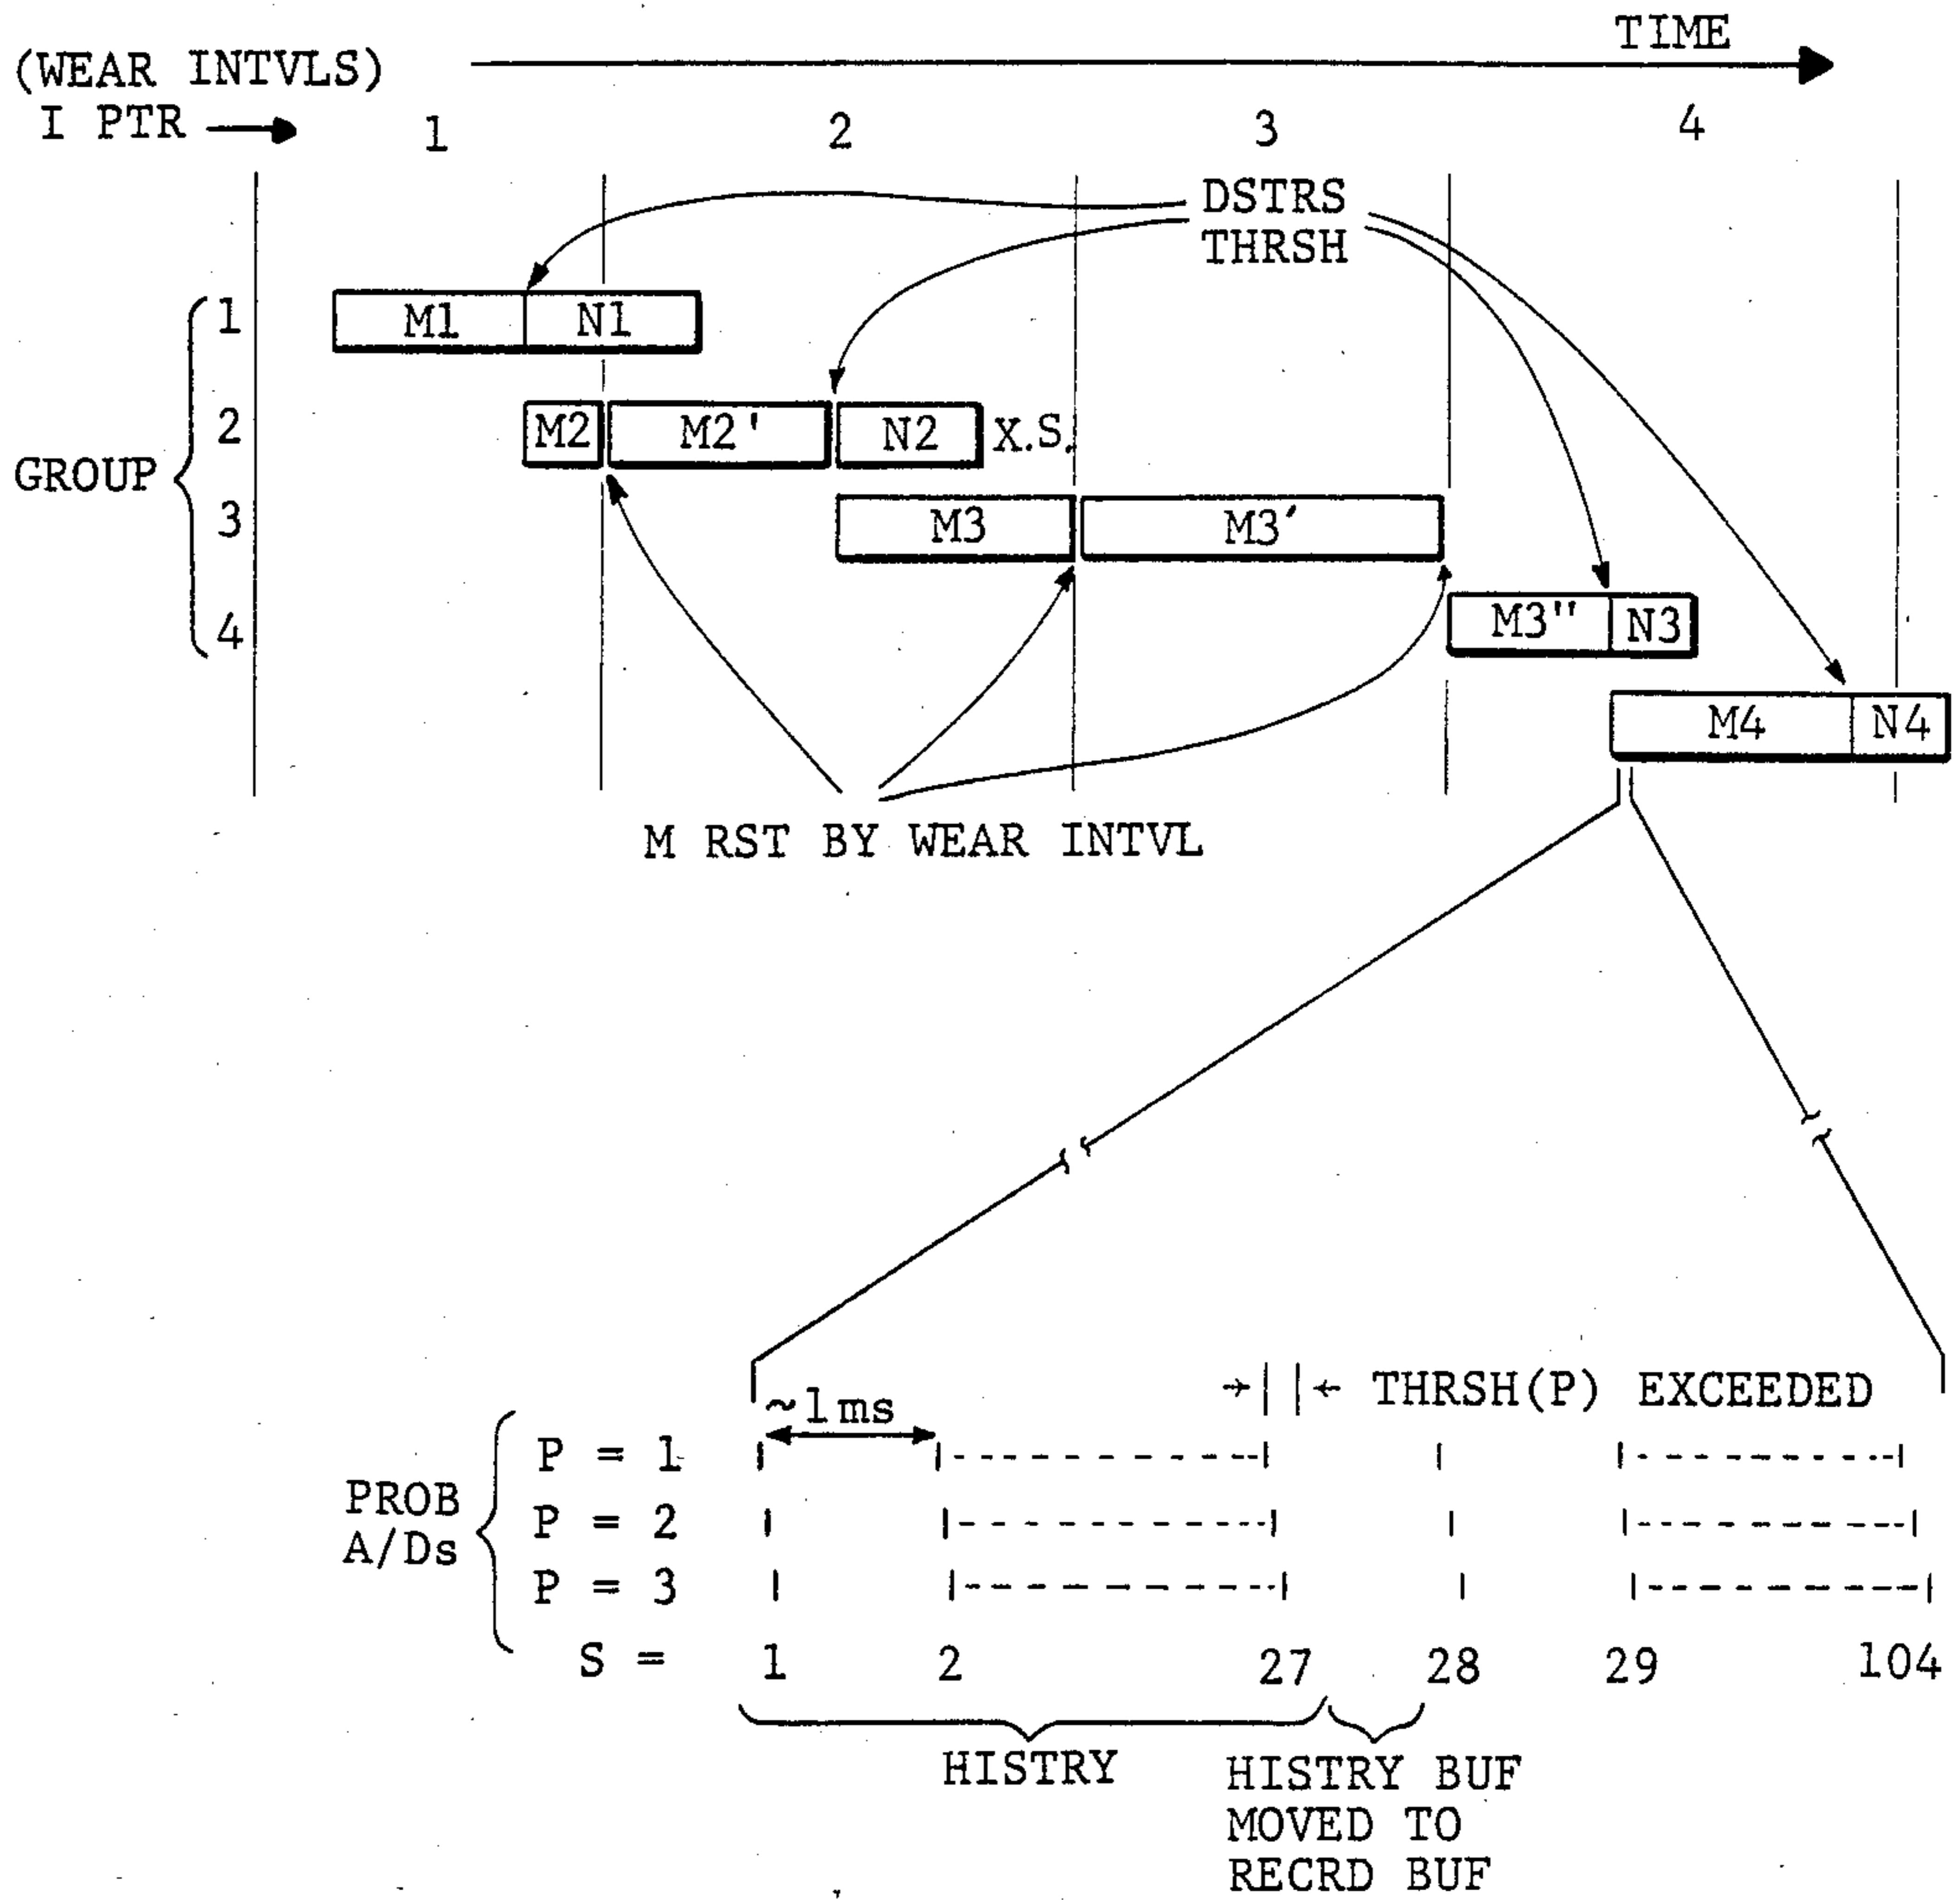 TIME
(WEAR INTVLS)
I PTR
1 2 3 4
DSTRS
THRSH
1 M1 N1
2 M2 M2' N2 X.S.
GROUP
3 M3 M3'
4 M3" N3
M4 N4
M RST BY WEAR INTVL
THRSH(P) EXCEEDED
~1ms
P = 1
PROB
P = 2
A/Ds
P = 3
S = 1 2 27 28 29 104
HISTRY
HISTRY BUF
MOVED TO
RECRD BUF